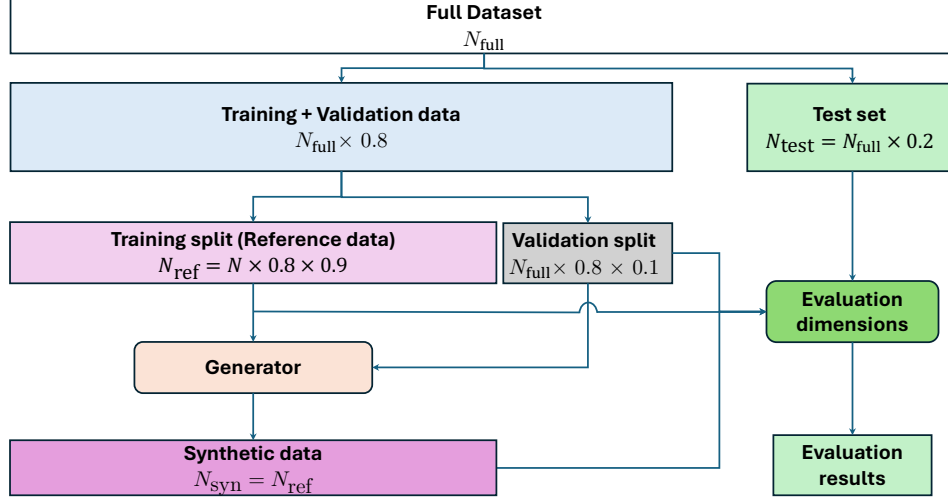 Full Dataset
N_full
Training + Validation data
N_full × 0.8
Test set
N_test = N_full × 0.2
Training split (Reference data)
N_ref = N × 0.8 × 0.9
Validation split
N_full × 0.8 × 0.1
Evaluation
dimensions
Generator
Synthetic data
N_syn = N_ref
Evaluation
results